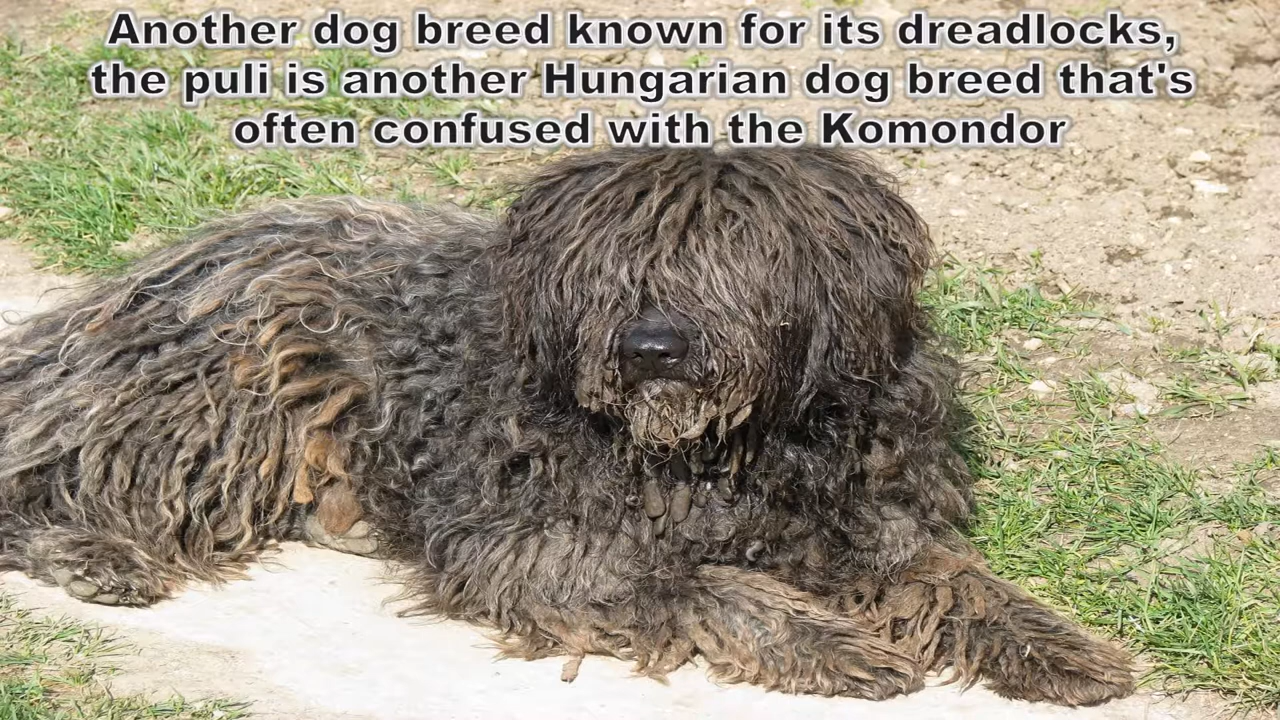 Another dog breed known for its dreadlocks,
the puli is another Hungarian dog breed that's
often confused with the Komondor